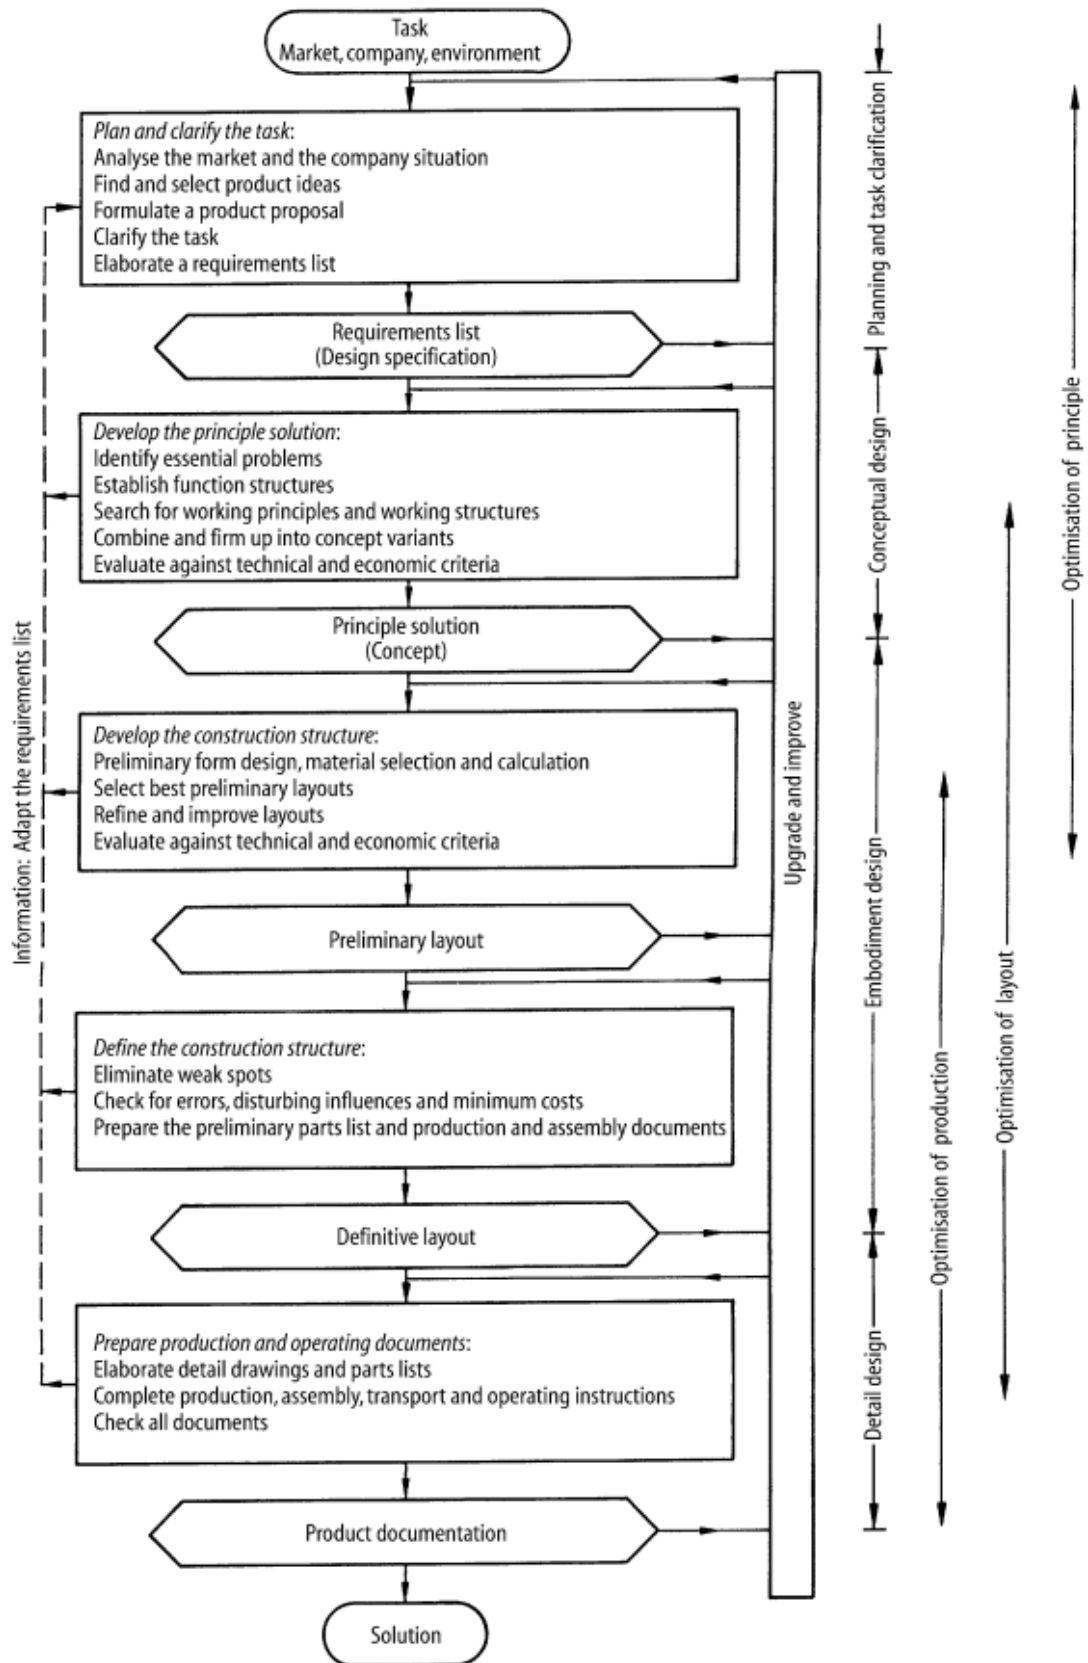 Task
Market, company, environment
Plan and clarify the task:
Analyse the market and the company situation
Find and select product ideas
Formulate a product proposal
Clarify the task
Elaborate a requirements list
Requirements list
(Design specification)
Develop the principle solution:
Identify essential problems
Establish function structures
Search for working principles and working structures
Combine and firm up into concept variants
Evaluate against technical and economic criteria
Principle solution
(Concept)
Develop the construction structure:
Preliminary form design, material selection and calculation
Select best preliminary layouts
Refine and improve layouts
Evaluate against technical and economic criteria
Preliminary layout
Define the construction structure:
Eliminate weak spots
Check for errors, disturbing influences and minimum costs
Prepare the preliminary parts list and production and assembly documents
Definitive layout
Prepare production and operating documents:
Elaborate detail drawings and parts lists
Complete production, assembly, transport and operating instructions
Check all documents
Product documentation
Solution
Information: Adapt the requirements list
Upgrade and improve
Planning and task clarification
Conceptual design
Embodiment design
Detail design
Optimisation of production
Optimisation of layout
Optimisation of principle